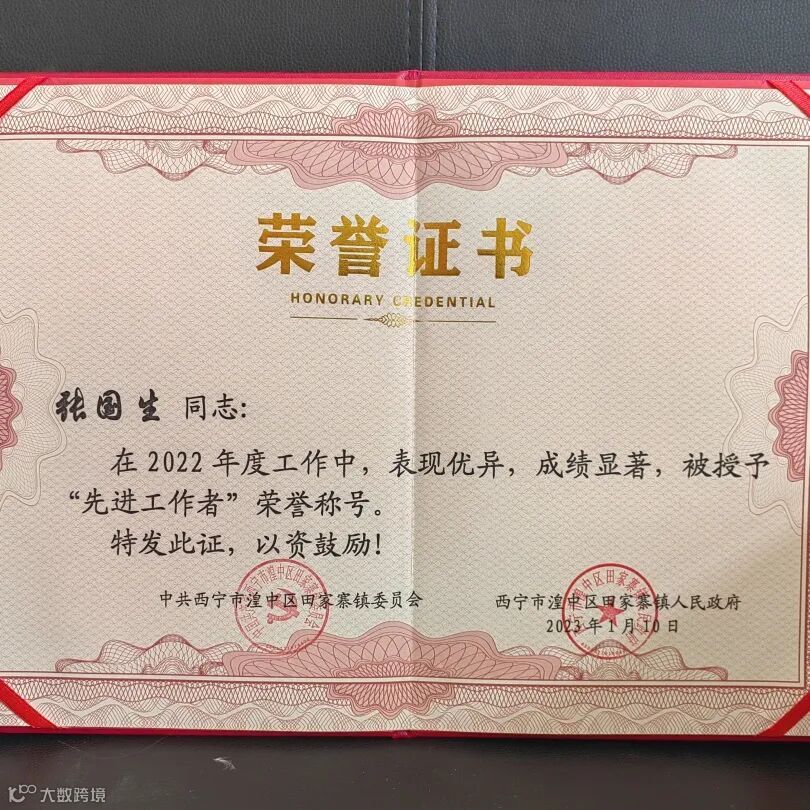 荣誉证书
HONORARY CREDENTIAL
张国生 同志:
在 2022 年度工作中，表现优异，成绩显著，被授予
“先进工作者”荣誉称号。
特发此证，以资鼓励！
中共西宁市湟中区田家寨镇委员会
西宁市湟中区田家寨镇人民政府
2023 年 1 月 10 日
大数跨境